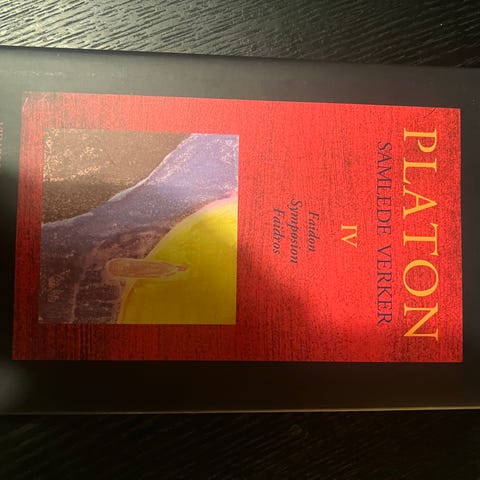 PLATON
SAMLEDE VERKER
IV
Faidon
Symposion
Faidros